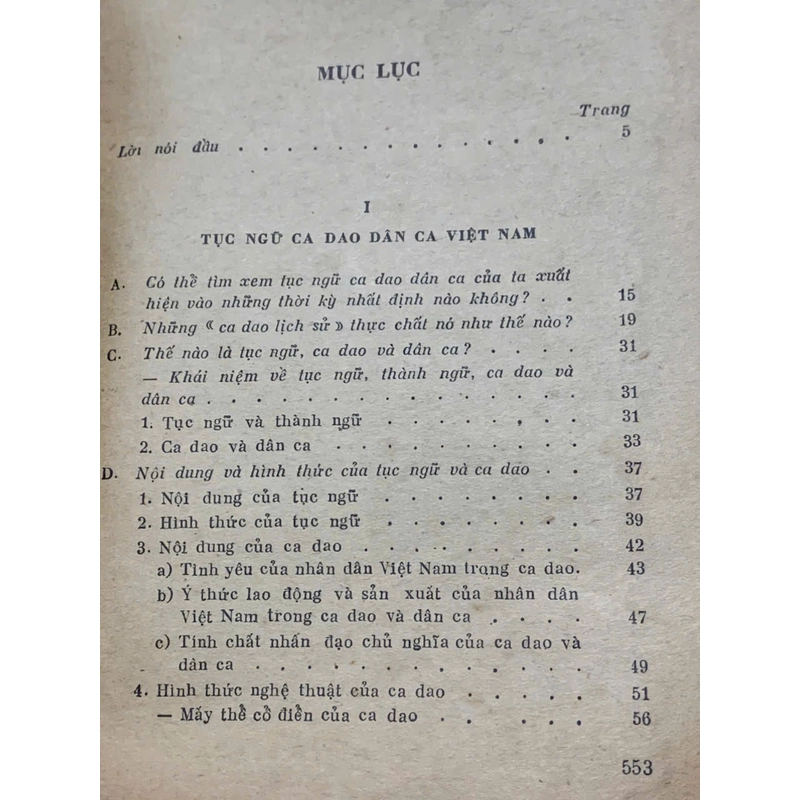 MỤC LỤC
Trang
Lời nói đầu . . . . . . . . . . . . . . 5
I
TỤC NGỮ CA DAO DÂN CA VIỆT NAM
A. Có thể tìm xem tục ngữ ca dao dân ca của ta xuất
hiện vào những thời kỳ nhất định nào không? . . 15
B. Những « ca dao lịch sử » thực chất nó như thế nào? 19
C. Thế nào là tục ngữ, ca dao và dân ca? . . . . 31
— Khái niệm về tục ngữ, thành ngữ, ca dao và
dân ca . . . . . . . . . . . . . . . 31
1. Tục ngữ và thành ngữ . . . . . . . . 31
2. Ca dao và dân ca . . . . . . . . . 33
D. Nội dung và hình thức của tục ngữ và ca dao . . 37
1. Nội dung của tục ngữ . . . . . . . . 37
2. Hình thức của tục ngữ . . . . . . . . 39
3. Nội dung của ca dao . . . . . . . . . 42
a) Tình yêu của nhân dân Việt Nam trong ca dao. 43
b) Ý thức lao động và sản xuất của nhân dân
Việt Nam trong ca dao và dân ca . . . . 47
c) Tính chất nhấn đạo chủ nghĩa của ca dao và
dân ca . . . . . . . . . . . . . 49
4. Hình thức nghệ thuật của ca dao . . . . . 51
— Mấy thể cổ điển của ca dao . . . . . . 56
553